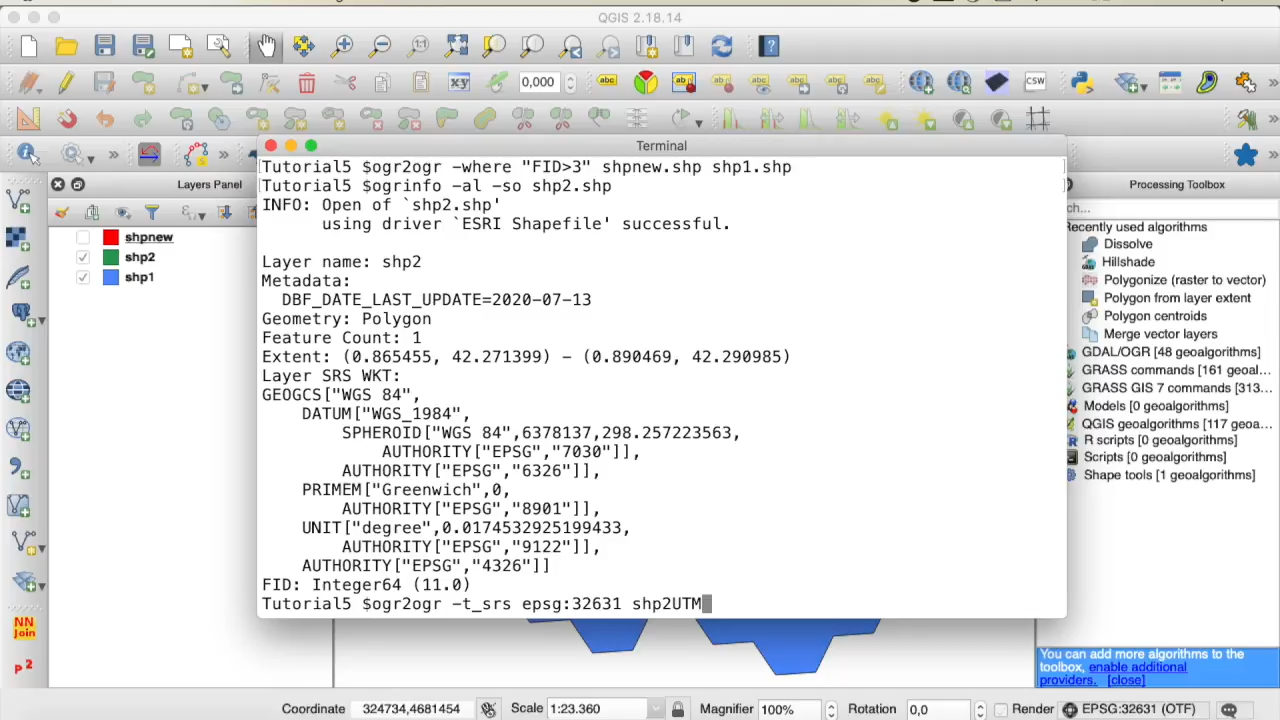 QGIS 2.18.14
0,000
abc
abc
CSW
Terminal
Tutorial5 $ogr2ogr -where "FID>3" shpnew.shp shp1.shp
Tutorial5 $ogrinfo -al -so shp2.shp
INFO: Open of `shp2.shp'
using driver `ESRI Shapefile' successful.
Layer name: shp2
Metadata:
DBF_DATE_LAST_UPDATE=2020-07-13
Geometry: Polygon
Feature Count: 1
Extent: (0.865455, 42.271399) - (0.890469, 42.290985)
Layer SRS WKT:
GEOGCS["WGS 84",
DATUM["WGS_1984",
SPHEROID["WGS 84",6378137,298.257223563,
AUTHORITY["EPSG","7030"]],
AUTHORITY["EPSG","6326"]],
PRIMEM["Greenwich",0,
AUTHORITY["EPSG","8901"]],
UNIT["degree",0.0174532925199433,
AUTHORITY["EPSG","9122"]],
AUTHORITY["EPSG","4326"]]
FID: Integer64 (11.0)
Tutorial5 $ogr2ogr -t_srs epsg:32631 shp2UTM
Layers Panel
shpnew
shp2
shp1
NN
Join
P 2
Processing Toolbox
ch...
Recently used algorithms
Dissolve
Hillshade
Polygonize (raster to vector)
Polygon from layer extent
Polygon centroids
Merge vector layers
GDAL/OGR [48 geoalgorithms]
GRASS commands [161 geoal...
GRASS GIS 7 commands [313...
Models [0 geoalgorithms]
QGIS geoalgorithms [117 geoa...
R scripts [0 geoalgorithms]
Scripts [0 geoalgorithms]
Shape tools [1 geoalgorithms]
You can add more algorithms to the
toolbox, enable additional
providers. [close]
Coordinate 324734,4681454 Scale 1:23.360 Magnifier 100% Rotation 0,0 Render EPSG:32631 (OTF)